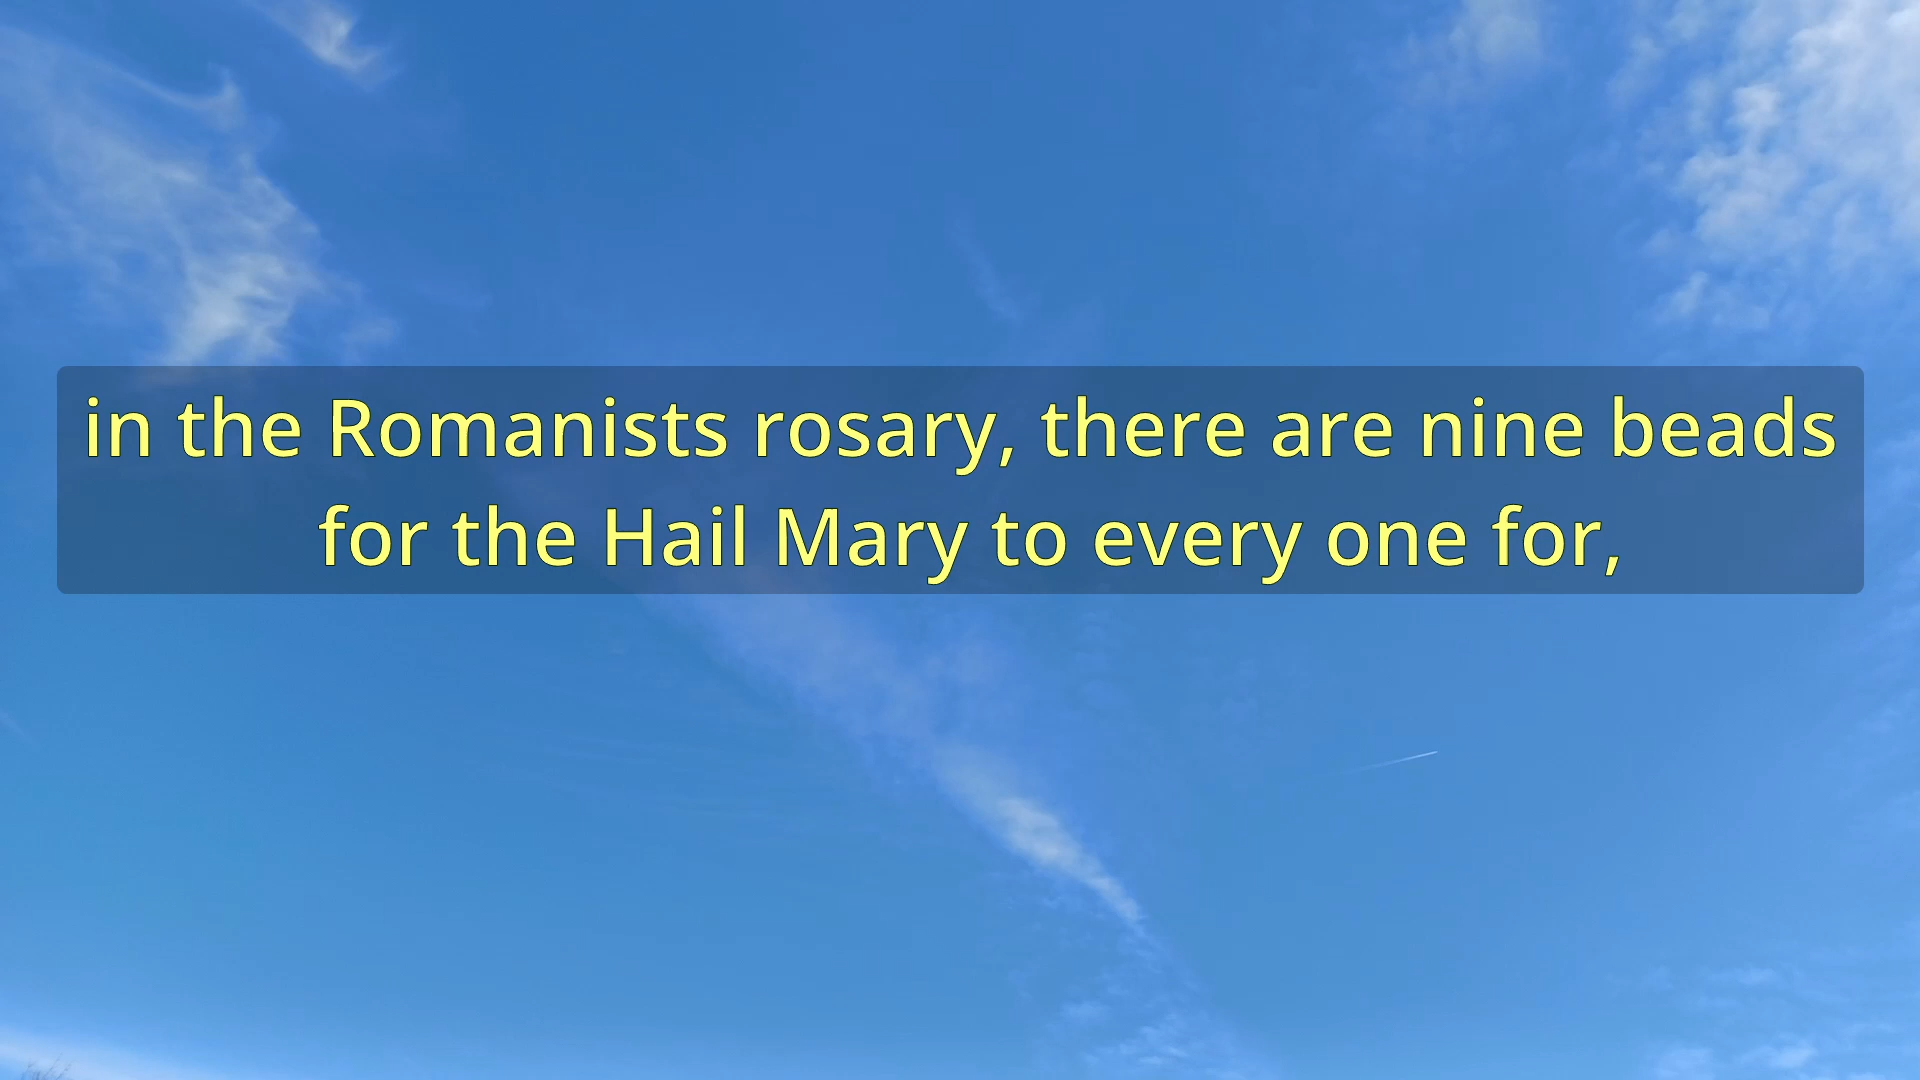 in the Romanists rosary, there are nine beads
for the Hail Mary to every one for,